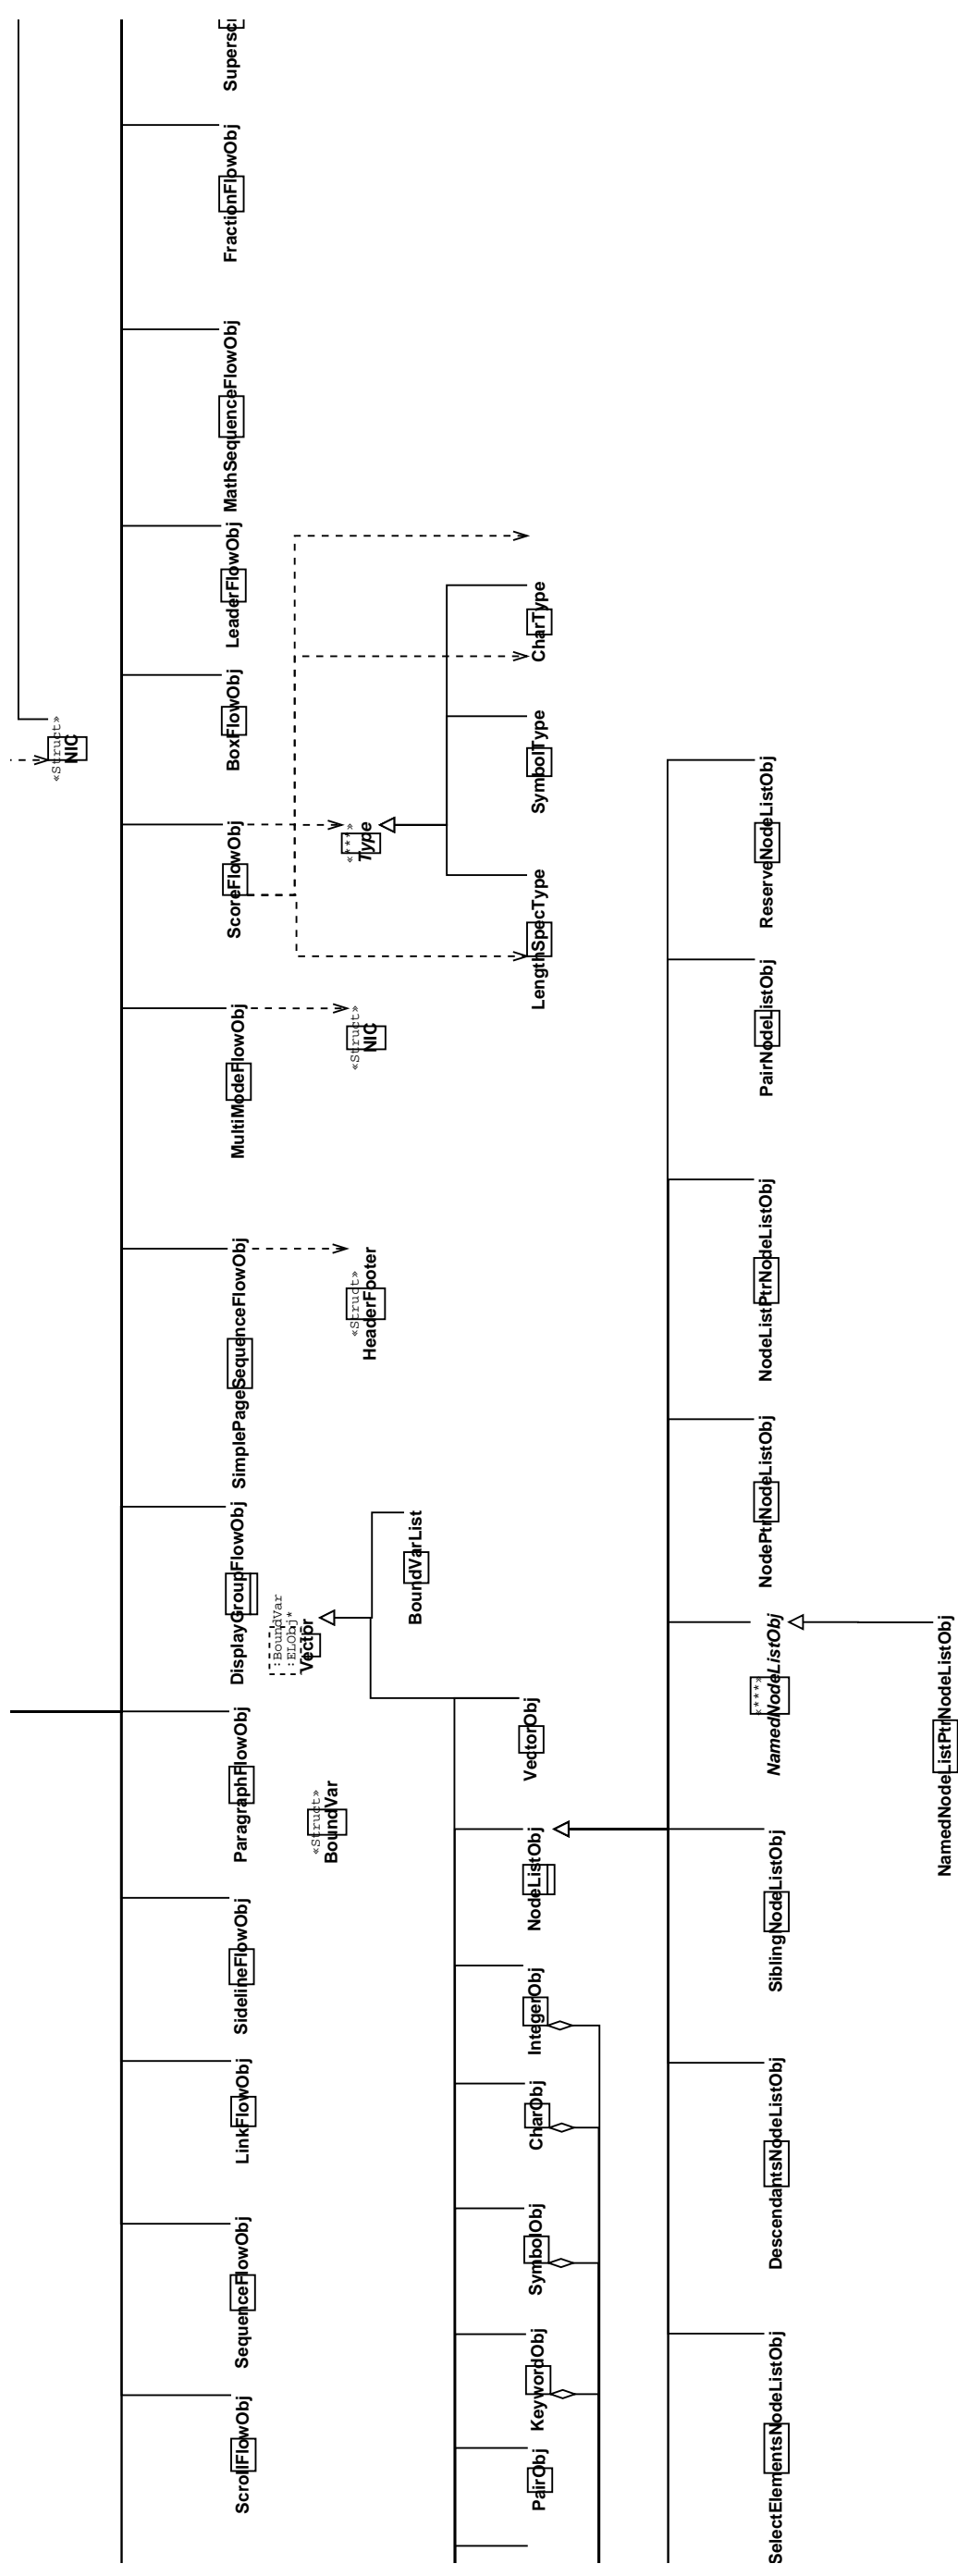 Supersc
FractionFlowObj
MathSequenceFlowObj
LeaderFlowObj
BoxFlowObj
ScoreFlowObj
MultiModeFlowObj
SimplePageSequenceFlowObj
DisplayGroupFlowObj
ParagraphFlowObj
SidelineFlowObj
LinkFlowObj
SequenceFlowObj
ScrollFlowObj
«Struct»
NIC
«***»
Type
CharType
SymbolType
LengthSpecType
«Struct»
NIC
«Struct»
HeaderFooter
:BoundVar
:ELObj*
Vector
BoundVarList
«Struct»
BoundVar
VectorObj
NodeListObj
IntegerObj
CharObj
SymbolObj
KeywordObj
PairObj
ReserveNodeListObj
PairNodeListObj
NodeListPtrNodeListObj
NodePtrNodeListObj
«***»
NamedNodeListObj
NamedNodeListPtrNodeListObj
SiblingNodeListObj
DescendantsNodeListObj
SelectElementsNodeListObj